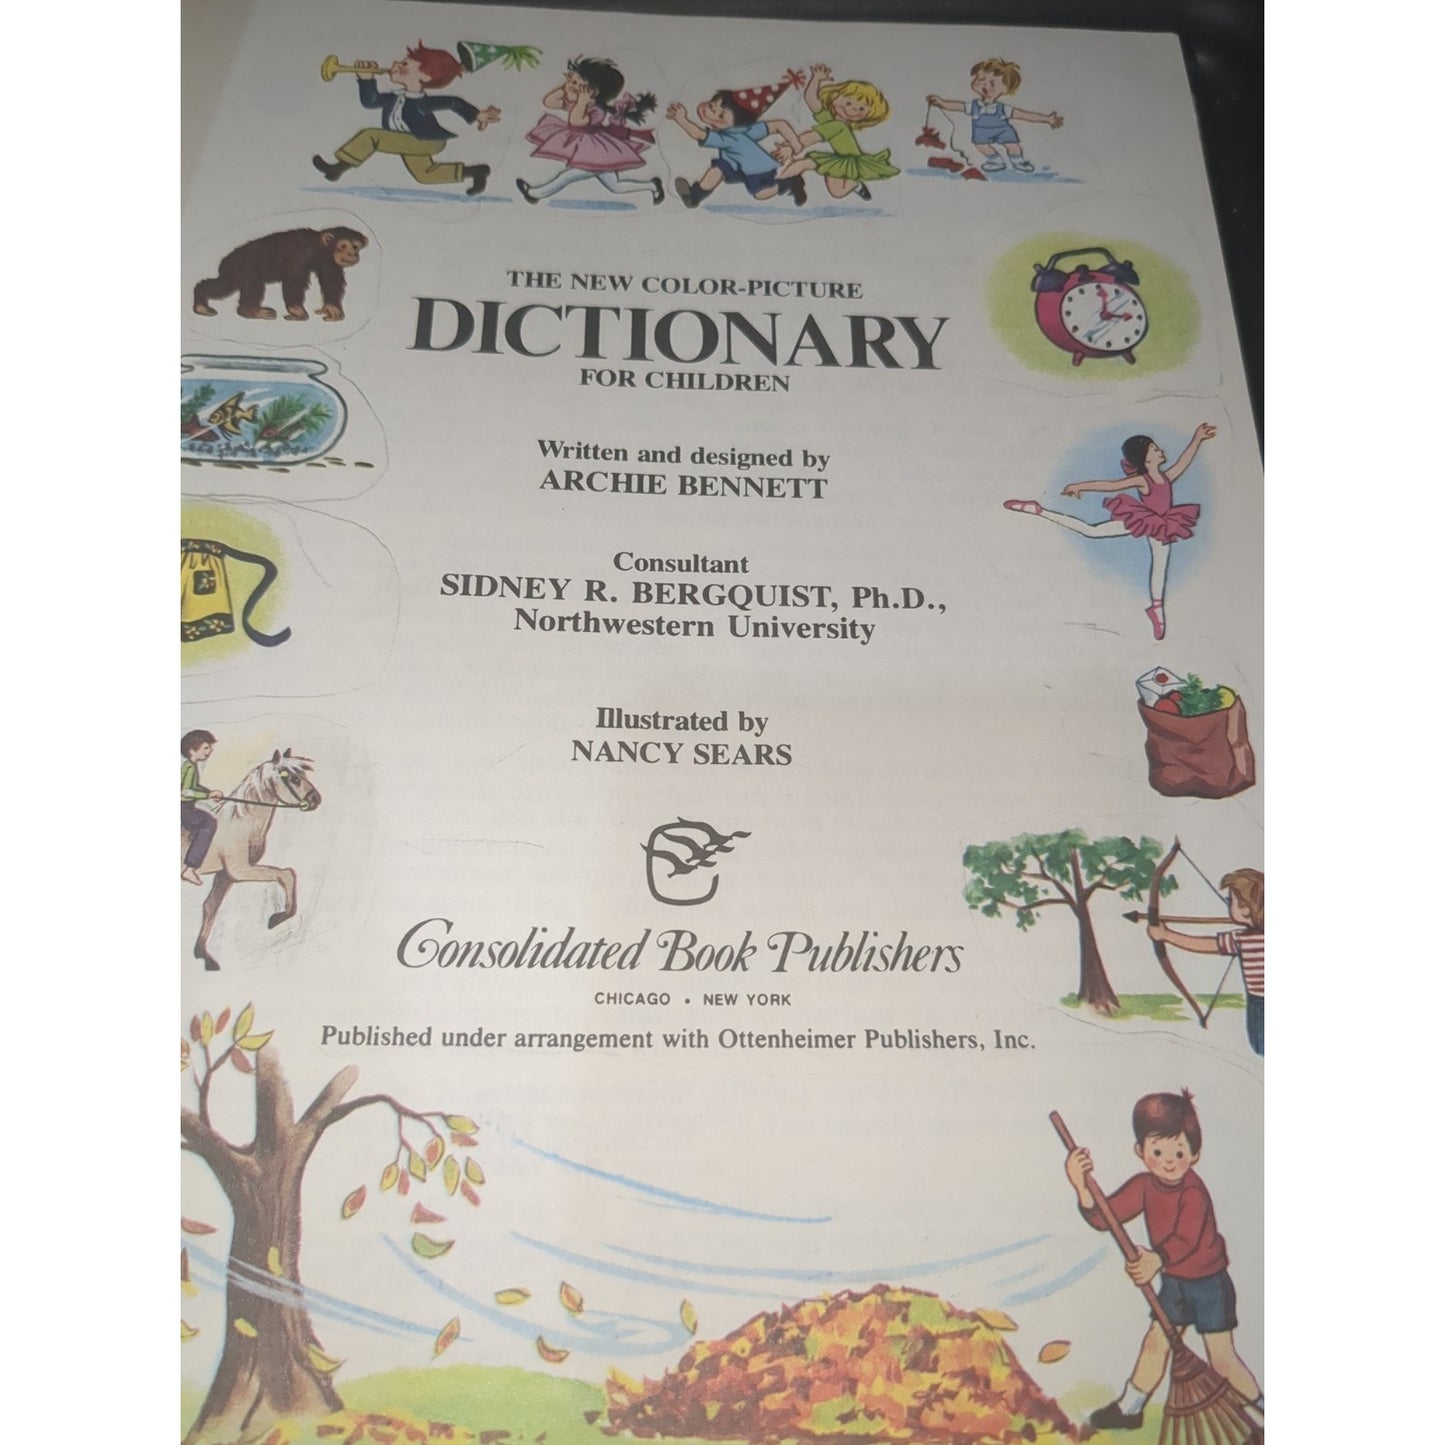 THE NEW COLOR-PICTURE
DICTIONARY
FOR CHILDREN
Written and designed by
ARCHIE BENNETT
Consultant
SIDNEY R. BERGQUIST, Ph.D.,
Northwestern University
Illustrated by
NANCY SEARS
Consolidated Book Publishers
CHICAGO • NEW YORK
Published under arrangement with Ottenheimer Publishers, Inc.